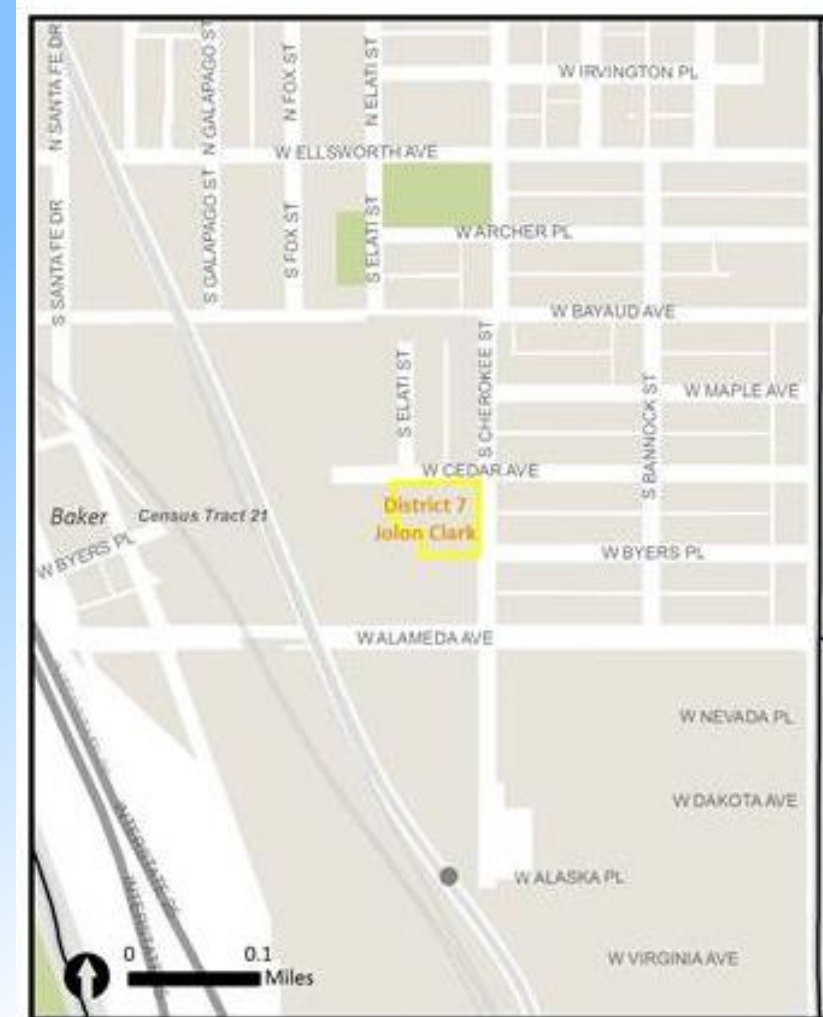 N SANTA FE DR
N GALAPAGO ST
N FOX ST
N ELATI ST
W IRVINGTON PL
W ELLSWORTH AVE
S SANTA FE DR
S GALAPAGO ST
S FOX ST
S ELATI ST
W ARCHER PL
W BAYAUD AVE
S ELATI ST
S CHEROKEE ST
S BANNOCK ST
W MAPLE AVE
W CEDAR AVE
Baker
Census Tract 21
District 7
Jolon Clark
W BYERS PL
W BYERS PL
W ALAMEDA AVE
W NEVADA PL
W DAKOTA AVE
W ALASKA PL
W VIRGINIA AVE
0 0.1
Miles